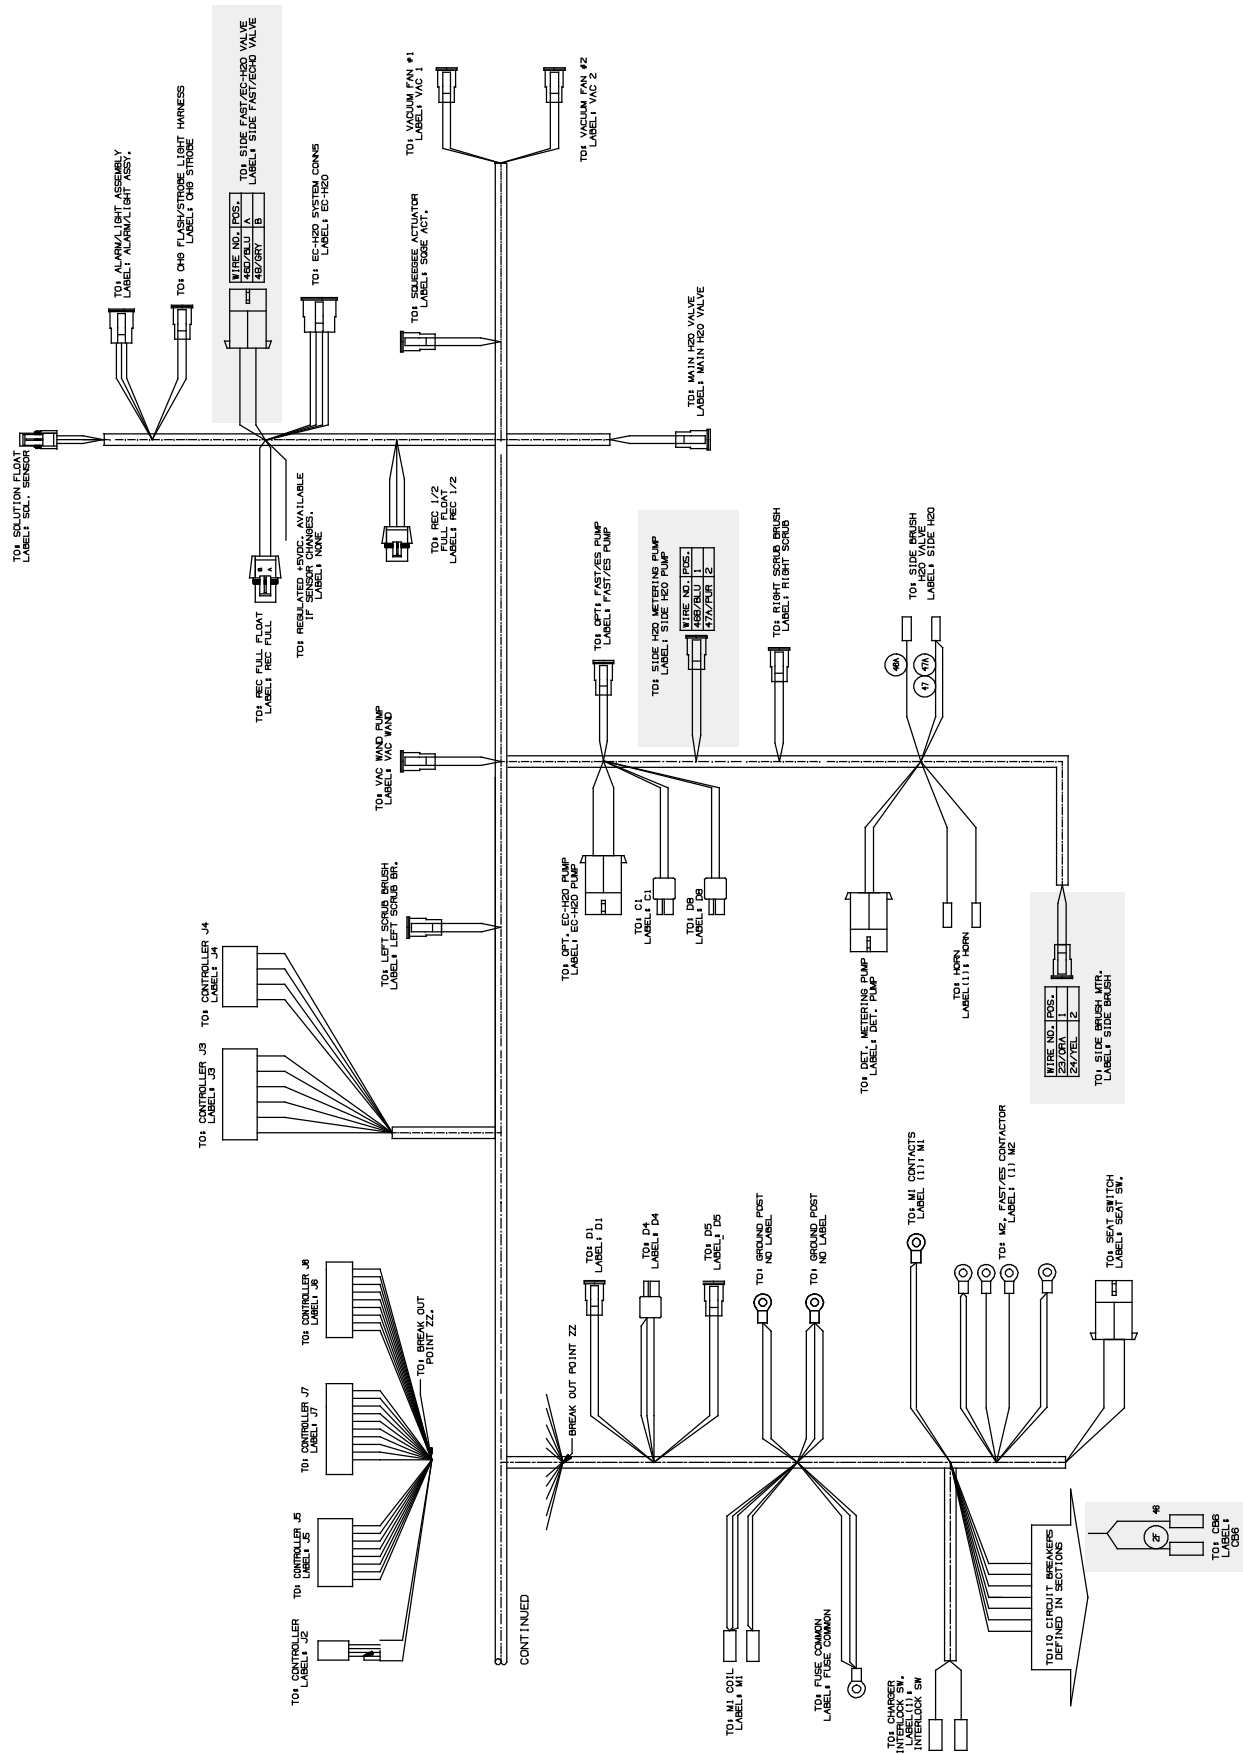 TO: SOLUTION FLOAT
LABEL: SOL. SENSOR
TO: ALARM/LIGHT ASSEMBLY
LABEL: ALARM/LIGHT ASSY.
TO: OHG FLASH/STROBE LIGHT HARNESS
LABEL: OHG STROBE
TO: SIDE FAST/EC-H2O VALVE
LABEL: SIDE FAST/ECHO VALVE
WIRE NO. POS.
46D/BLU A
48/GRY B
TO: EC-H2O SYSTEM CONNS
LABEL: EC-H2O
TO: VACUUM FAN #1
LABEL: VAC 1
TO: VACUUM FAN #2
LABEL: VAC 2
TO: SQUEEGEE ACTUATOR
LABEL: SQGE ACT.
TO: MAIN H2O VALVE
LABEL: MAIN H2O VALVE
TO: REC FULL FLOAT
LABEL: REC FULL
B
A
TO: REGULATED +5VDC. AVAILABLE
IF SENSOR CHANGES.
LABEL: NONE
TO: REC 1/2
FULL FLOAT
LABEL: REC 1/2
TO: VAC WAND PUMP
LABEL: VAC WAND
TO: LEFT SCRUB BRUSH
LABEL: LEFT SCRUB BR.
TO: OPT: FAST/ES PUMP
LABEL: FAST/ES PUMP
TO: SIDE H2O METERING PUMP
LABEL: SIDE H2O PUMP
WIRE NO. POS.
46B/BLU 1
47A/PUR 2
TO: RIGHT SCRUB BRUSH
LABEL: RIGHT SCRUB
TO: SIDE BRUSH
H2O VALVE
LABEL: SIDE H2O
46A
47
47A
TO: OPT. EC-H2O PUMP
LABEL: EC-H2O PUMP
TO: C1
LABEL: C1
TO: D8
LABEL: D8
TO: DET. METERING PUMP
LABEL: DET. PUMP
TO: HORN
LABEL(1): HORN
WIRE NO. POS.
23/ORA 1
24/YEL 2
TO: SIDE BRUSH MTR.
LABEL: SIDE BRUSH
TO: CONTROLLER J4
LABEL: J4
TO: CONTROLLER J3
LABEL: J3
TO: CONTROLLER J6
LABEL: J6
TO: CONTROLLER J7
LABEL: J7
TO: CONTROLLER J5
LABEL: J5
TO: CONTROLLER
LABEL: J2
TO: BREAK OUT
POINT ZZ.
CONTINUED
BREAK OUT POINT ZZ
TO: D1
LABEL: D1
TO: D4
LABEL: D4
TO: D5
LABEL: D5
TO: GROUND POST
NO LABEL
TO: GROUND POST
NO LABEL
TO: M1 CONTACTS
LABEL (1): M1
TO: M2, FAST/ES CONTACTOR
LABEL: (1) M2
TO: SEAT SWITCH
LABEL: SEAT SW.
TO: M1 COIL
LABEL: M1
TO: FUSE COMMON
LABEL: FUSE COMMON
TO: CHARGER
INTERLOCK SW.
LABEL(1):
INTERLOCK SW
TO:10 CIRCUIT BREAKERS
DEFINED IN SECTIONS
2F
46
TO: CB6
LABEL:
CB6